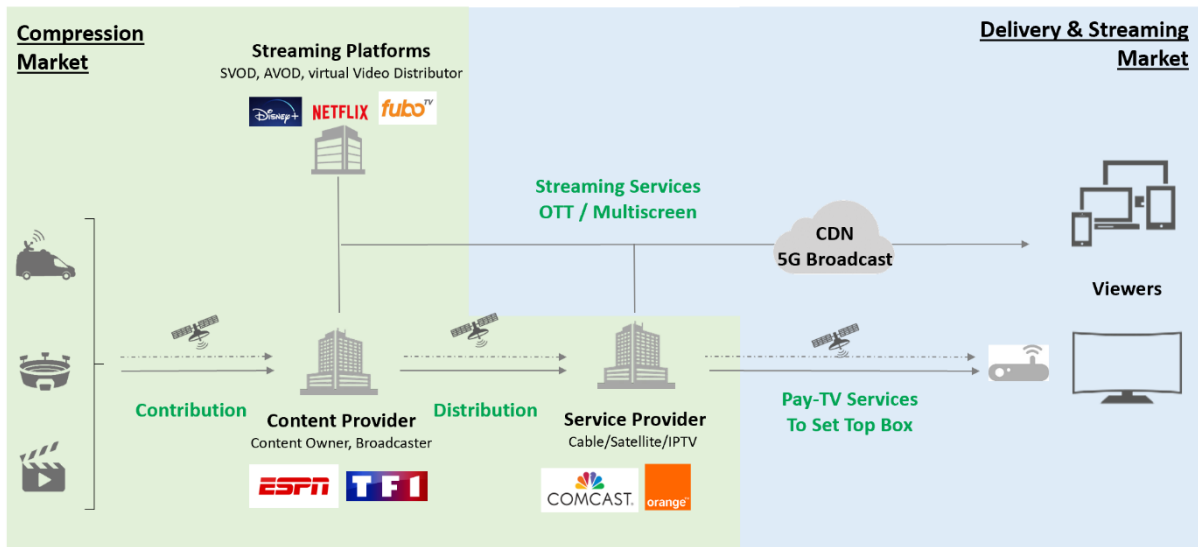 Compression
Market
Delivery & Streaming
Market
Streaming Platforms
SVOD, AVOD, virtual Video Distributor
Disney+
NETFLIX
fuboTV
Streaming Services
OTT / Multiscreen
CDN
5G Broadcast
Viewers
Contribution
Content Provider
Content Owner, Broadcaster
ESPN
TF1
Distribution
Service Provider
Cable/Satellite/IPTV
COMCAST
orange™
Pay-TV Services
To Set Top Box